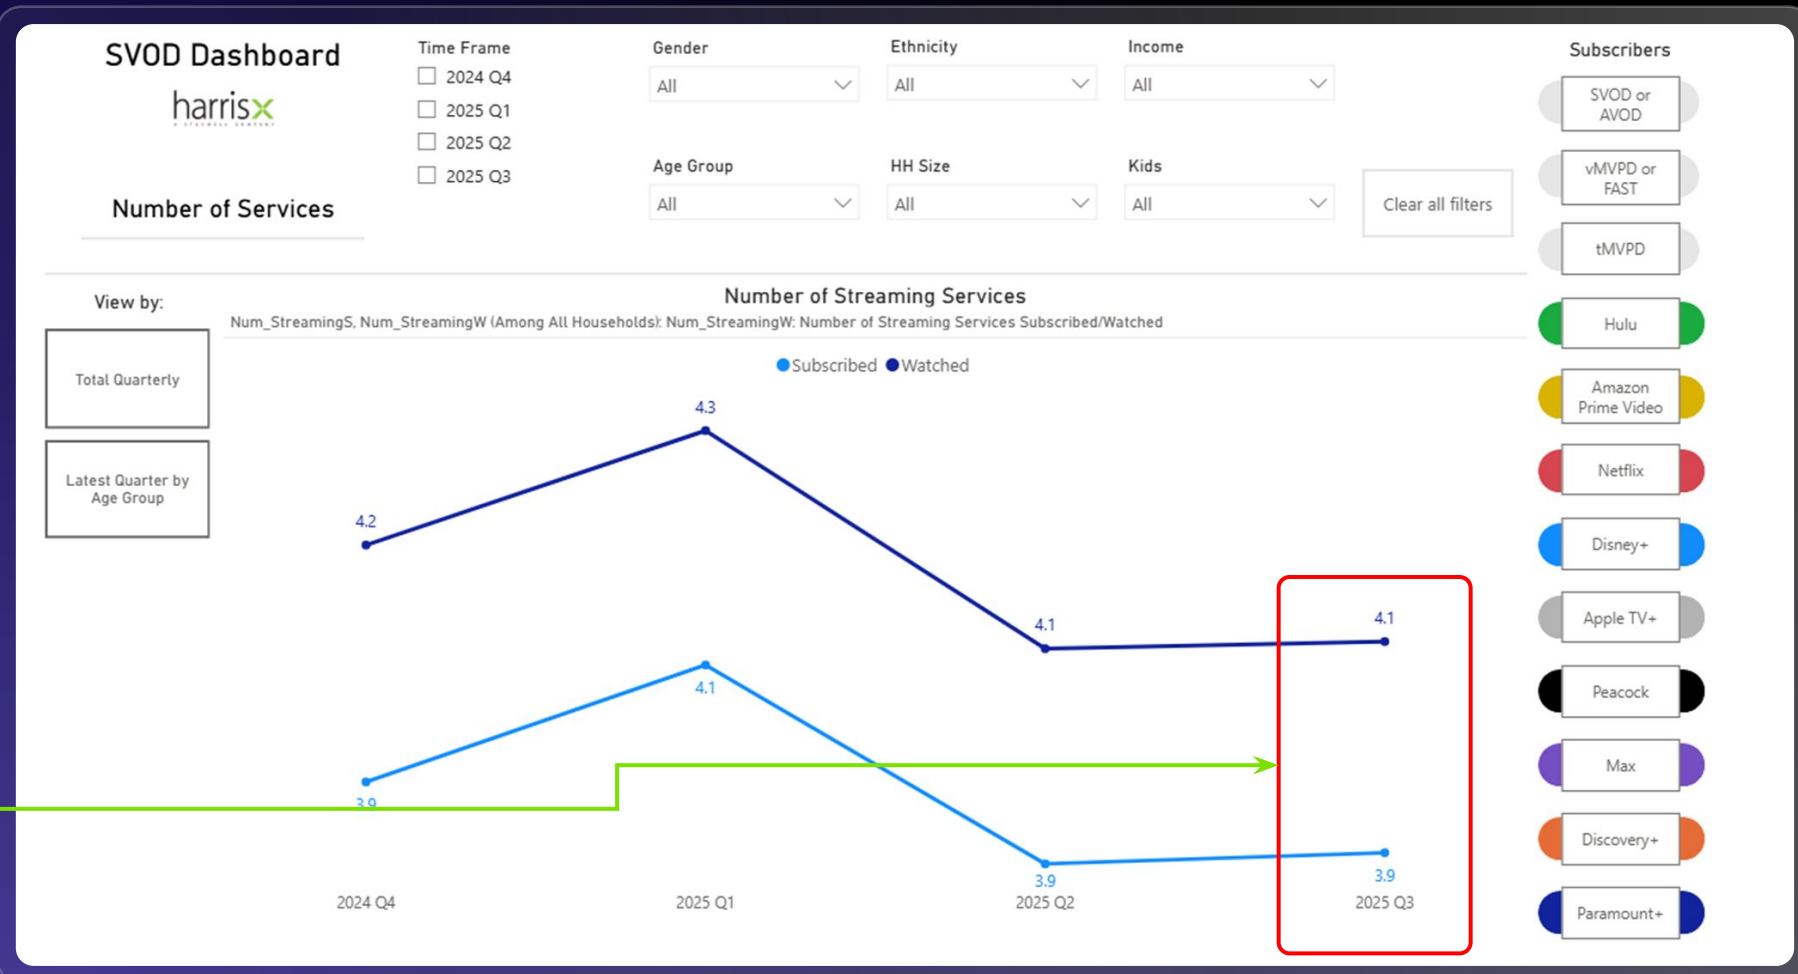 SVOD Dashboard
harrisx
Number of Services
Time Frame
2024 Q4
2025 Q1
2025 Q2
2025 Q3
Gender
All
Ethnicity
All
Income
All
Age Group
All
HH Size
All
Kids
All
Clear all filters
View by:
Total Quarterly
Latest Quarter by
Age Group
Number of Streaming Services
Num_StreamingS, Num_StreamingW (Among All Households): Num_StreamingW: Number of Streaming Services Subscribed/Watched
Subscribed Watched
4.3
4.2
4.1
4.1
4.1
3.9
3.9
3.9
2024 Q4
2025 Q1
2025 Q2
2025 Q3
Subscribers
SVOD or
AVOD
vMVPD or
FAST
tMVPD
Hulu
Amazon
Prime Video
Netflix
Disney+
Apple TV+
Peacock
Max
Discovery+
Paramount+